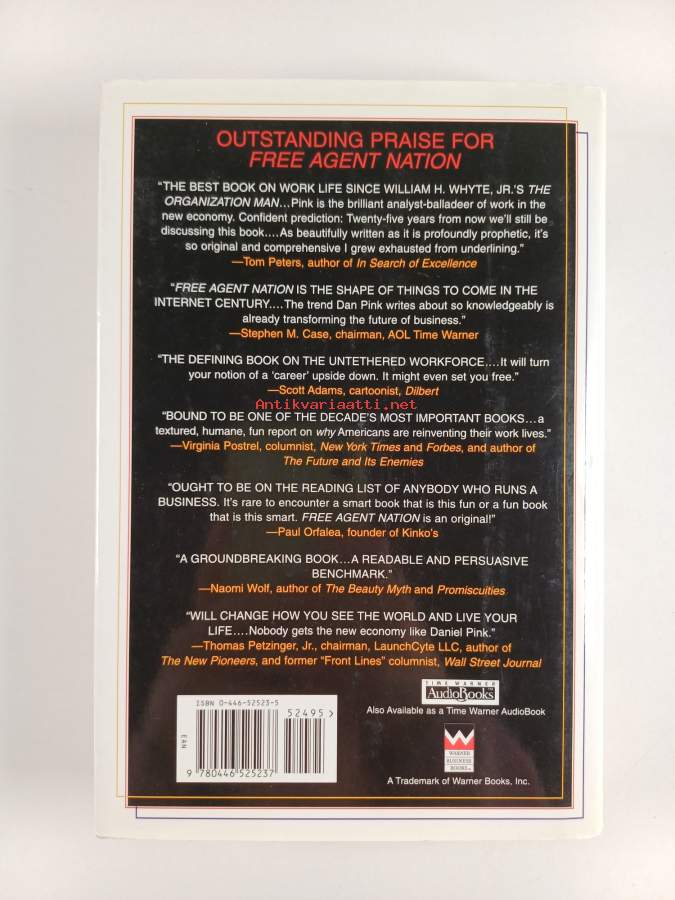 OUTSTANDING PRAISE FOR
FREE AGENT NATION
“THE BEST BOOK ON WORK LIFE SINCE WILLIAM H. WHYTE, JR.’S THE
ORGANIZATION MAN…Pink is the brilliant analyst-balladeer of work in the
new economy. Confident prediction: Twenty-five years from now we’ll still be
discussing this book.…As beautifully written as it is profoundly prophetic, it’s
so original and comprehensive I grew exhausted from underlining.”
—Tom Peters, author of In Search of Excellence
“FREE AGENT NATION IS THE SHAPE OF THINGS TO COME IN THE
INTERNET CENTURY.…The trend Dan Pink writes about so knowledgeably is
already transforming the future of business.”
—Stephen M. Case, chairman, AOL Time Warner
“THE DEFINING BOOK ON THE UNTETHERED WORKFORCE.…It will turn
your notion of a ‘career’ upside down. It might even set you free.”
—Scott Adams, cartoonist, Dilbert
Antikvariaatti.net
“BOUND TO BE ONE OF THE DECADE’S MOST IMPORTANT BOOKS…a
textured, humane, fun report on why Americans are reinventing their work lives.”
—Virginia Postrel, columnist, New York Times and Forbes, and author of
The Future and Its Enemies
“OUGHT TO BE ON THE READING LIST OF ANYBODY WHO RUNS A
BUSINESS. It’s rare to encounter a smart book that is this fun or a fun book
that is this smart. FREE AGENT NATION is an original!”
—Paul Orfalea, founder of Kinko’s
“A GROUNDBREAKING BOOK…A READABLE AND PERSUASIVE
BENCHMARK.”
—Naomi Wolf, author of The Beauty Myth and Promiscuities
“WILL CHANGE HOW YOU SEE THE WORLD AND LIVE YOUR
LIFE.…Nobody gets the new economy like Daniel Pink.”
—Thomas Petzinger, Jr., chairman, LaunchCyte LLC, author of
The New Pioneers, and former “Front Lines” columnist, Wall Street Journal
ISBN 0-446-52523-5
52495>
EAN
9 780446 525237
TIME WARNER
AudioBooks
Also Available as a Time Warner AudioBook
WARNER
BUSINESS
BOOKS
A Trademark of Warner Books, Inc.